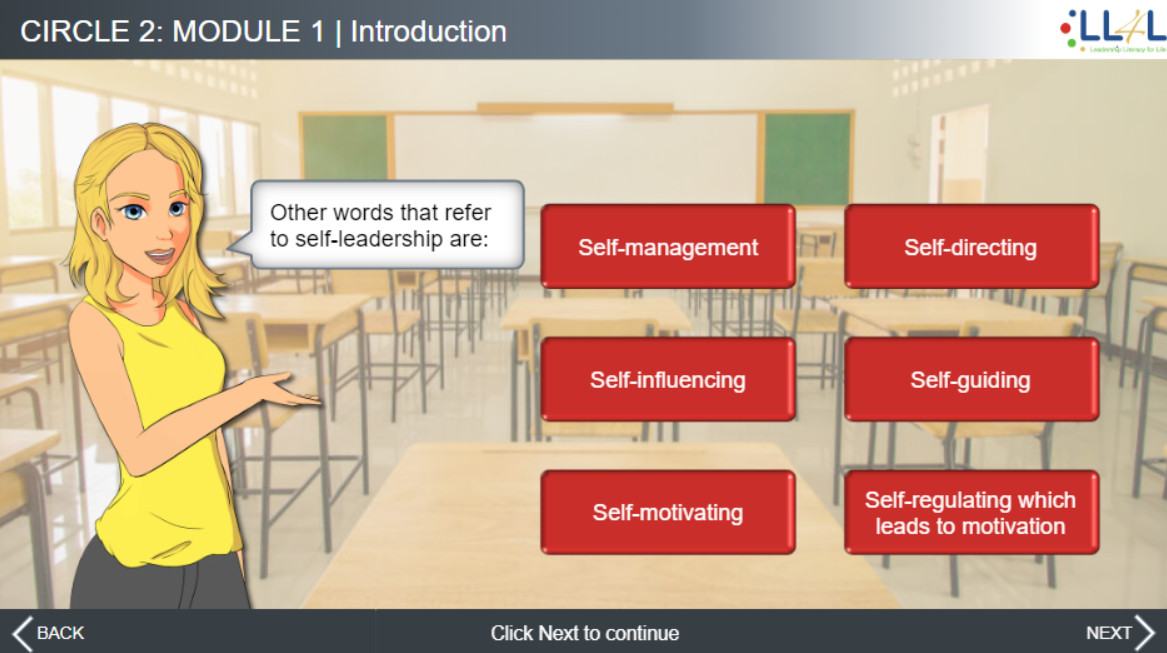 CIRCLE 2: MODULE 1 | Introduction
LL4L
Leadership Literacy for Life
Other words that refer
to self-leadership are:
Self-management
Self-directing
Self-influencing
Self-guiding
Self-motivating
Self-regulating which
leads to motivation
BACK
Click Next to continue
NEXT